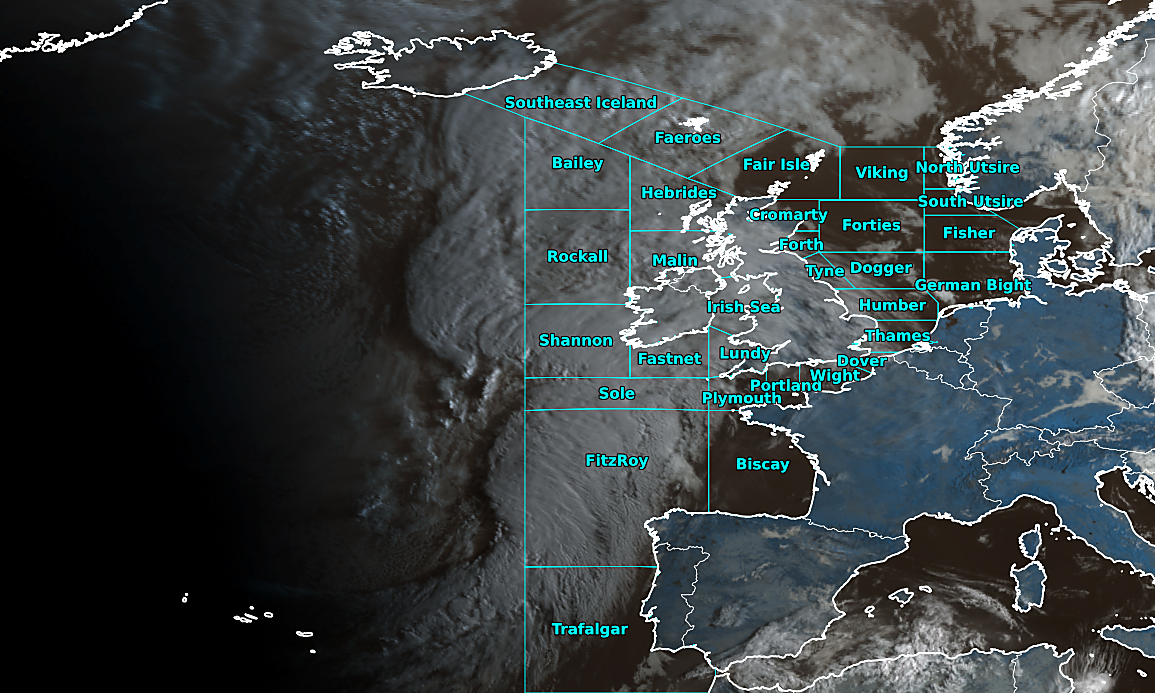 Southeast Iceland
Faeroes
Bailey
Fair Isle
Viking
North Utsire
Hebrides
South Utsire
Cromarty
Forties
Fisher
Forth
Rockall
Malin
Tyne
Dogger
German Bight
Irish Sea
Humber
Shannon
Thames
Fastnet
Lundy
Dover
Wight
Portland
Sole
Plymouth
FitzRoy
Biscay
Trafalgar